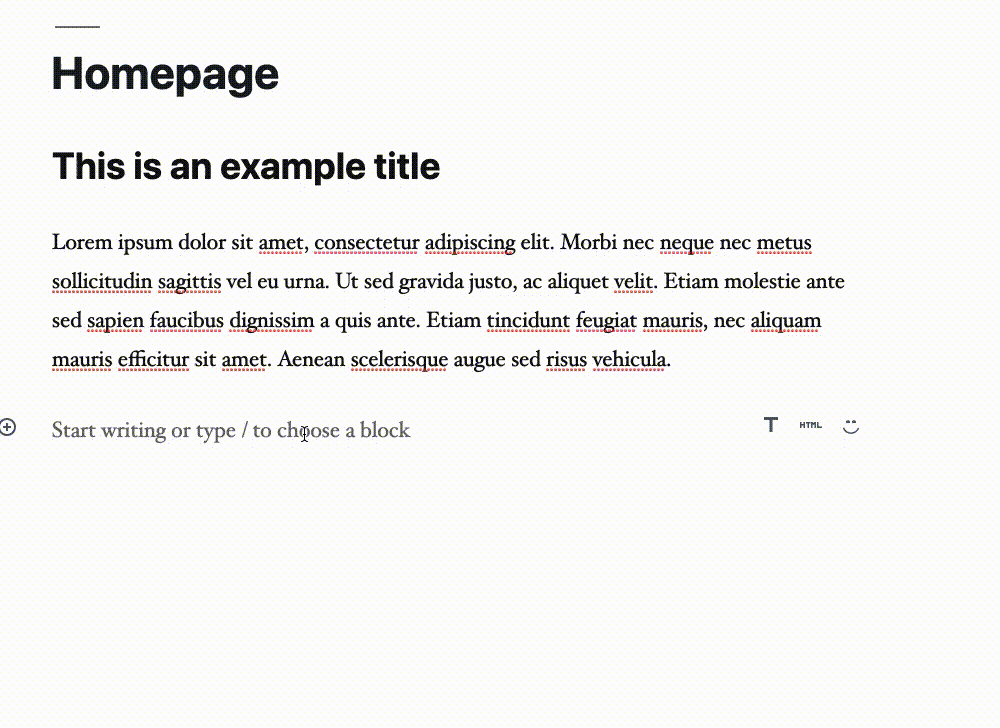 Homepage
This is an example title
Lorem ipsum dolor sit amet, consectetur adipiscing elit. Morbi nec neque nec metus
sollicitudin sagittis vel eu urna. Ut sed gravida justo, ac aliquet velit. Etiam molestie ante
sed sapien faucibus dignissim a quis ante. Etiam tincidunt feugiat mauris, nec aliquam
mauris efficitur sit amet. Aenean scelerisque augue sed risus vehicula.
Start writing or type / to choose a block T HTML